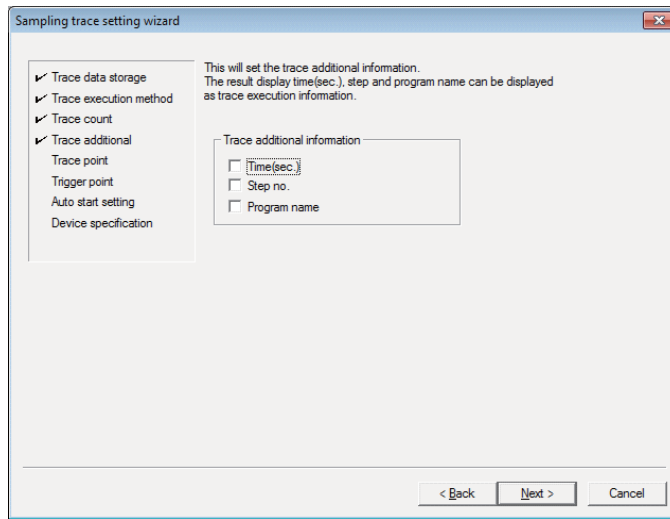 Sampling trace setting wizard
Trace data storage
Trace execution method
Trace count
Trace additional
Trace point
Trigger point
Auto start setting
Device specification
This will set the trace additional information.
The result display time(sec.), step and program name can be displayed
as trace execution information.
Trace additional information
Time(sec.)
Step no.
Program name
< Back
Next >
Cancel